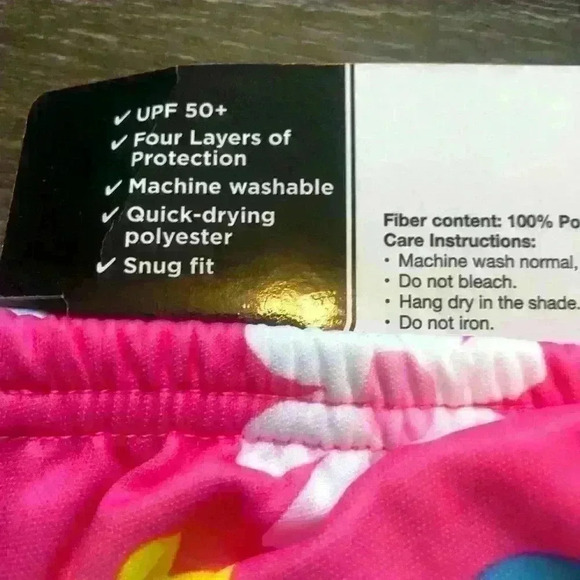 ✓ UPF 50+
✓ Four Layers of
Protection
✓ Machine washable
✓ Quick-drying
polyester
✓ Snug fit
Fiber content: 100%
Care Instructions:
• Machine wash normal,
• Do not bleach.
• Hang dry in the shade.
• Do not iron.